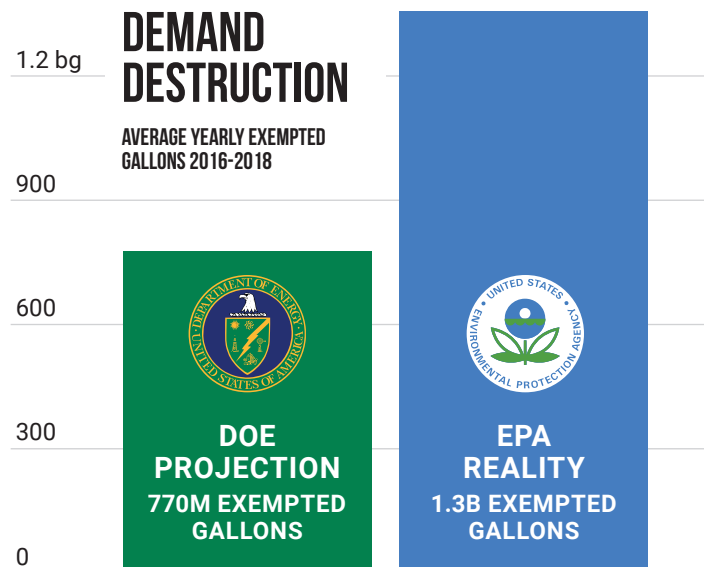 DEMAND
DESTRUCTION
AVERAGE YEARLY EXEMPTED
GALLONS 2016-2018
1.2 bg
900
600
300
0
DEPARTMENT OF ENERGY
UNITED STATES OF AMERICA
DOE
PROJECTION
770M EXEMPTED
GALLONS
UNITED STATES
ENVIRONMENTAL PROTECTION AGENCY
EPA
REALITY
1.3B EXEMPTED
GALLONS